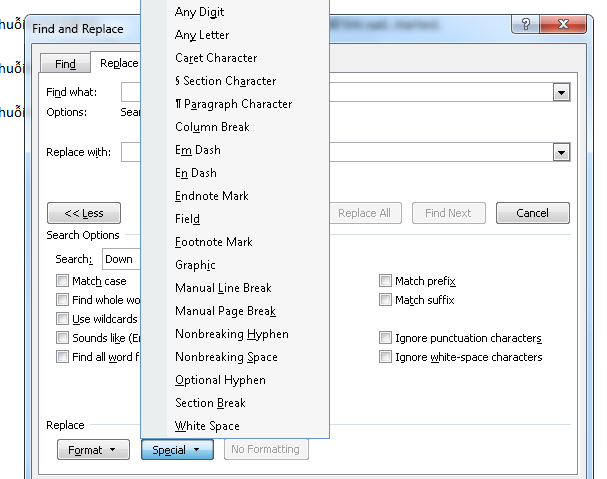 huỗi
started.
Find and Replace
?
Any Digit
Any Letter
Caret Character
§ Section Character
¶ Paragraph Character
Column Break
Em Dash
En Dash
Endnote Mark
Field
Footnote Mark
Graphic
Manual Line Break
Manual Page Break
Nonbreaking Hyphen
Nonbreaking Space
Optional Hyphen
Section Break
White Space
Find
Replace
huỗi
Find what:
Options:
huỗi
Replace with:
<< Less
Replace All
Find Next
Cancel
Search Options
Search:
Down
Match case
Find whole
Use wildcards
Sounds like
Find all word
Match prefix
Match suffix
Ignore punctuation characters
Ignore white-space characters
Replace
Format
Special
No Formatting